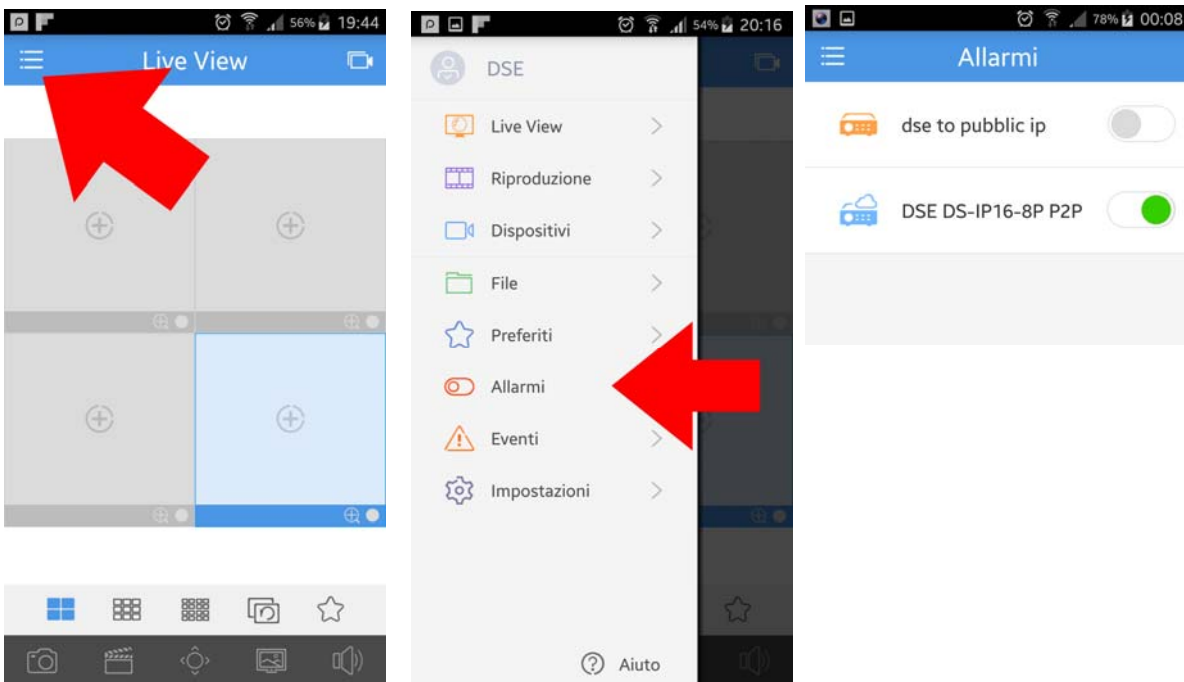 56% 19:44
Live View
54% 20:16
DSE
Live View
Riproduzione
Dispositivi
File
Preferiti
Allarmi
Eventi
Impostazioni
Aiuto
78% 00:08
Allarmi
dse to pubblic ip
DSE DS-IP16-8P P2P